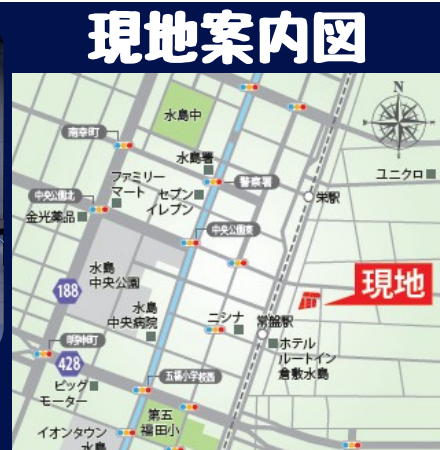 現地案内図
水島中
N
南幸町
水島署
ファミリー
マート
警察署
ユニクロ
中央公園北
セブン
イレブン
栄駅
金光薬品
中央公園東
水島
中央公園
188
現地
水島
中央病院
ニシナ
常盤駅
ホテル
ルートイン
倉敷水島
428
ビッグ
モーター
五福小学校西
第五
福田小
イオンタウン
水島